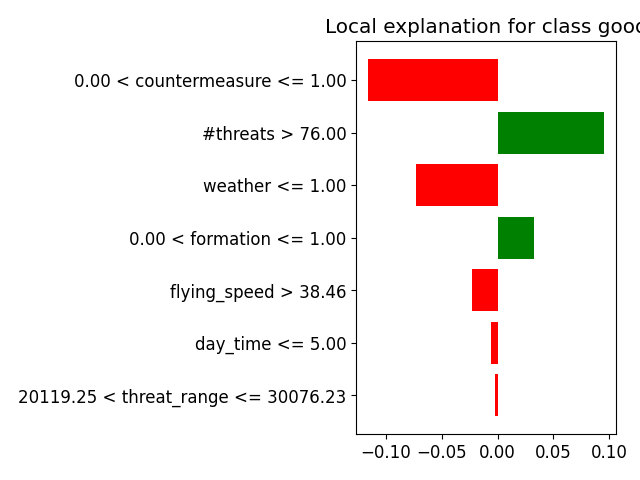 Local explanation for class good
0.00 < countermeasure <= 1.00
#threats > 76.00
weather <= 1.00
0.00 < formation <= 1.00
flying_speed > 38.46
day_time <= 5.00
20119.25 < threat_range <= 30076.23
−0.10 −0.05 0.00 0.05 0.10